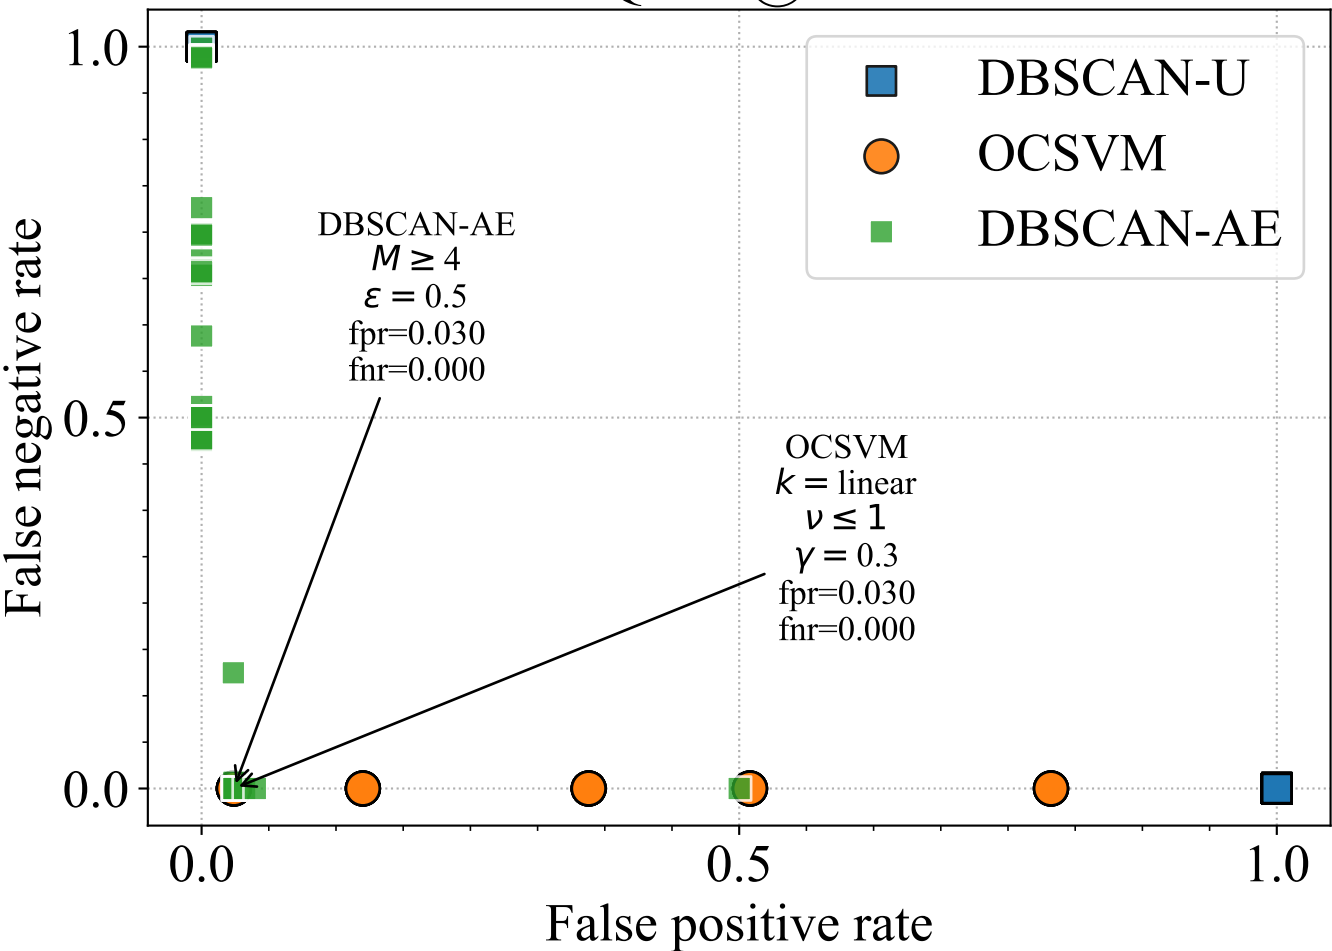 1.0
0.5
0.0
False negative rate
DBSCAN-U
OCSVM
DBSCAN-AE
DBSCAN-AE
M ≥ 4
ε = 0.5
fpr=0.030
fnr=0.000
OCSVM
k = linear
ν ≤ 1
γ = 0.3
fpr=0.030
fnr=0.000
0.0
0.5
1.0
False positive rate